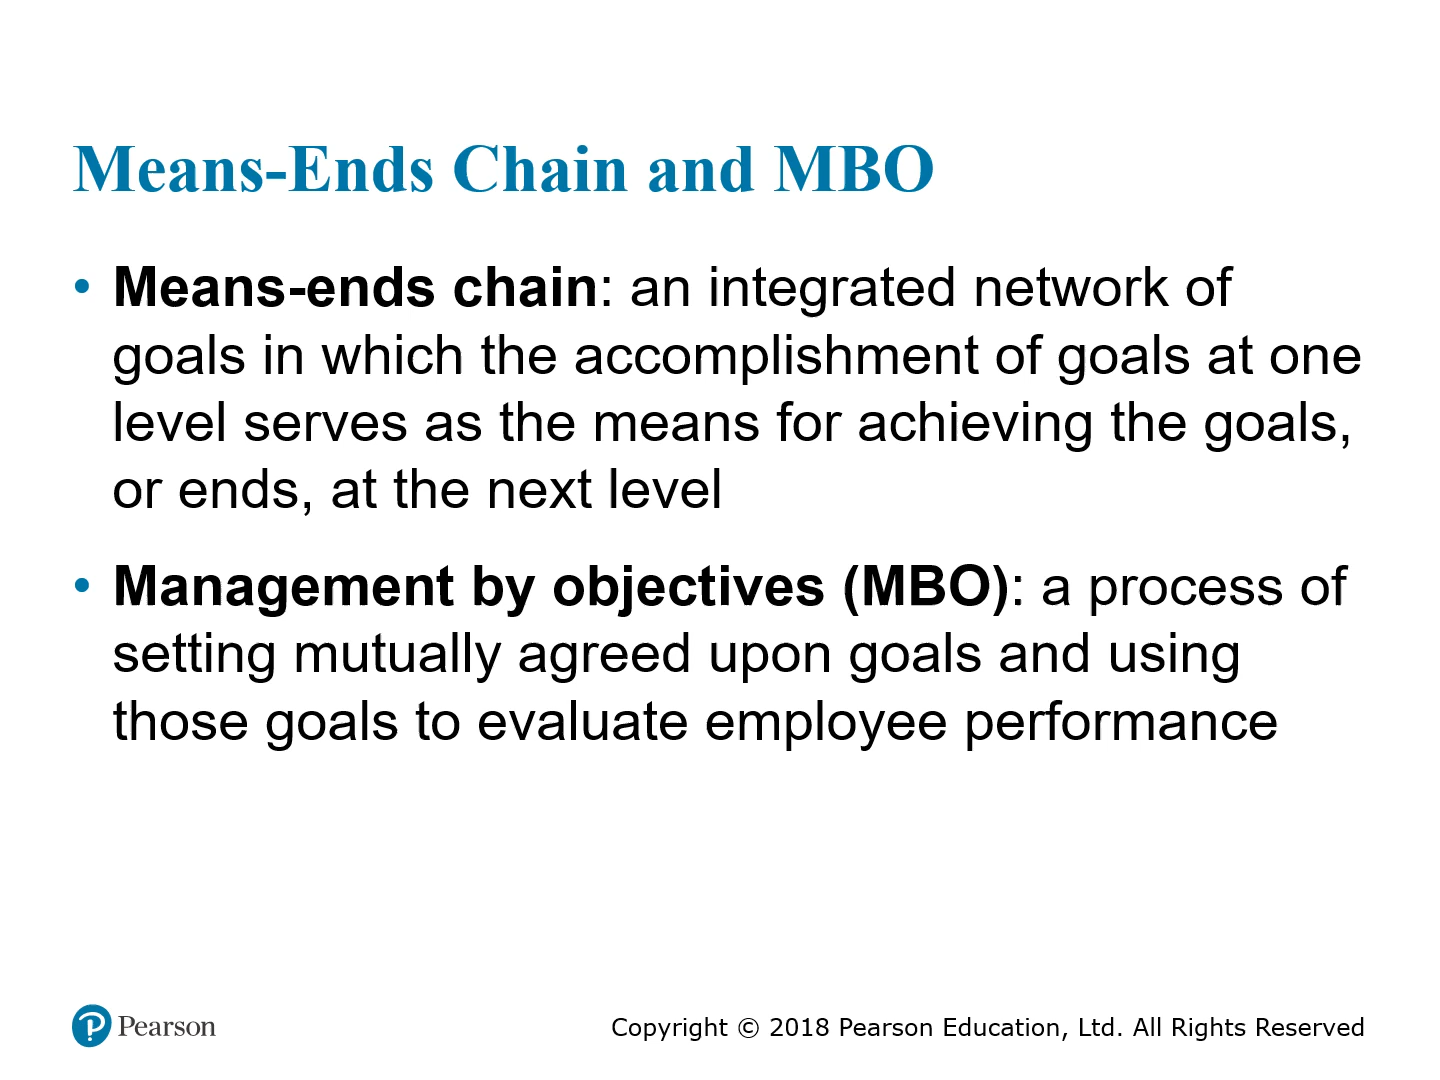 Means-Ends Chain and MBO
• Means-ends chain: an integrated network of
goals in which the accomplishment of goals at one
level serves as the means for achieving the goals,
or ends, at the next level
• Management by objectives (MBO): a process of
setting mutually agreed upon goals and using
those goals to evaluate employee performance
Pearson
Copyright © 2018 Pearson Education, Ltd. All Rights Reserved